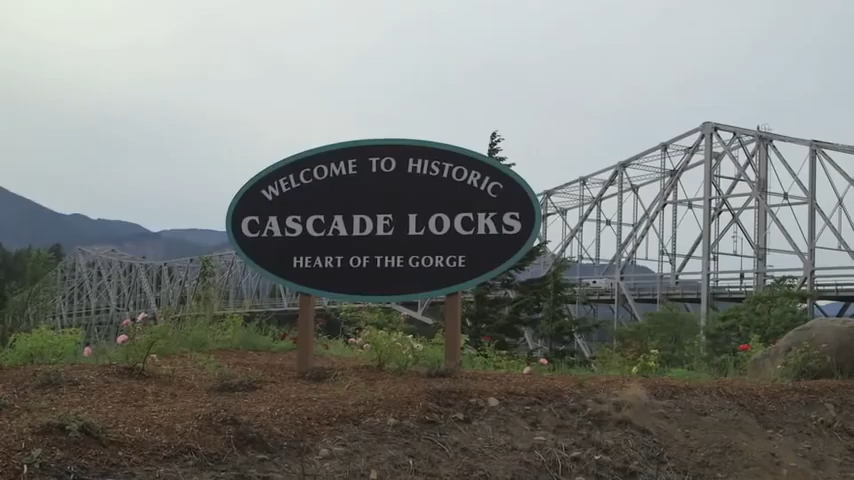 WELCOME TO HISTORIC
CASCADE LOCKS
HEART OF THE GORGE